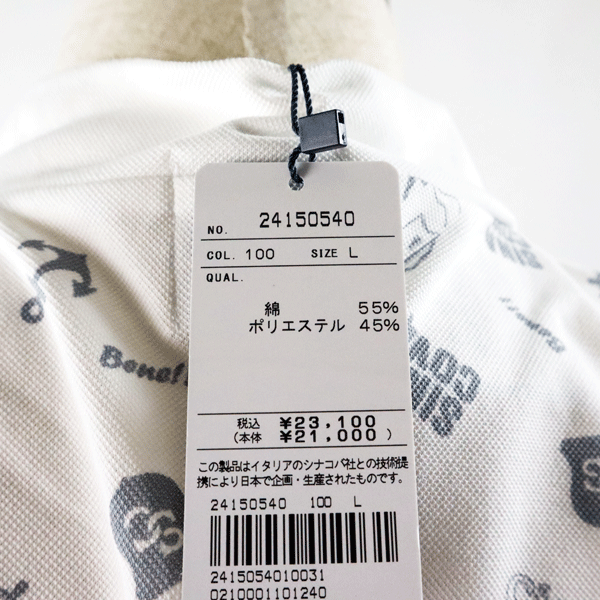 NO. 24150540
COL. 100 SIZE L
QUAL.
綿 55%
ポリエステル 45%
税込 ¥23,100
(本体 ¥21,000)
この製品はイタリアのシナコバ社との技術提
携により日本で企画・生産されたものです。
24150540 100 L
2415054010031
0210001101240